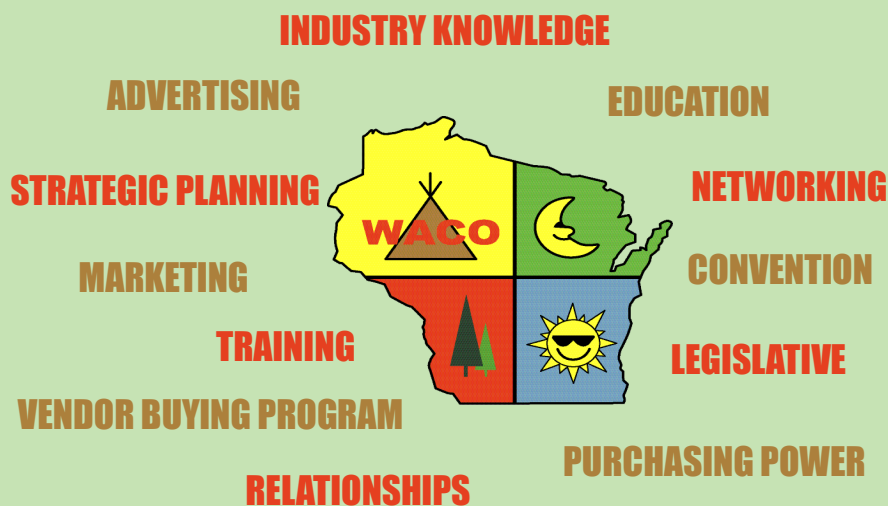 INDUSTRY KNOWLEDGE
ADVERTISING
EDUCATION
STRATEGIC PLANNING
NETWORKING
WACO
MARKETING
CONVENTION
TRAINING
LEGISLATIVE
VENDOR BUYING PROGRAM
PURCHASING POWER
RELATIONSHIPS